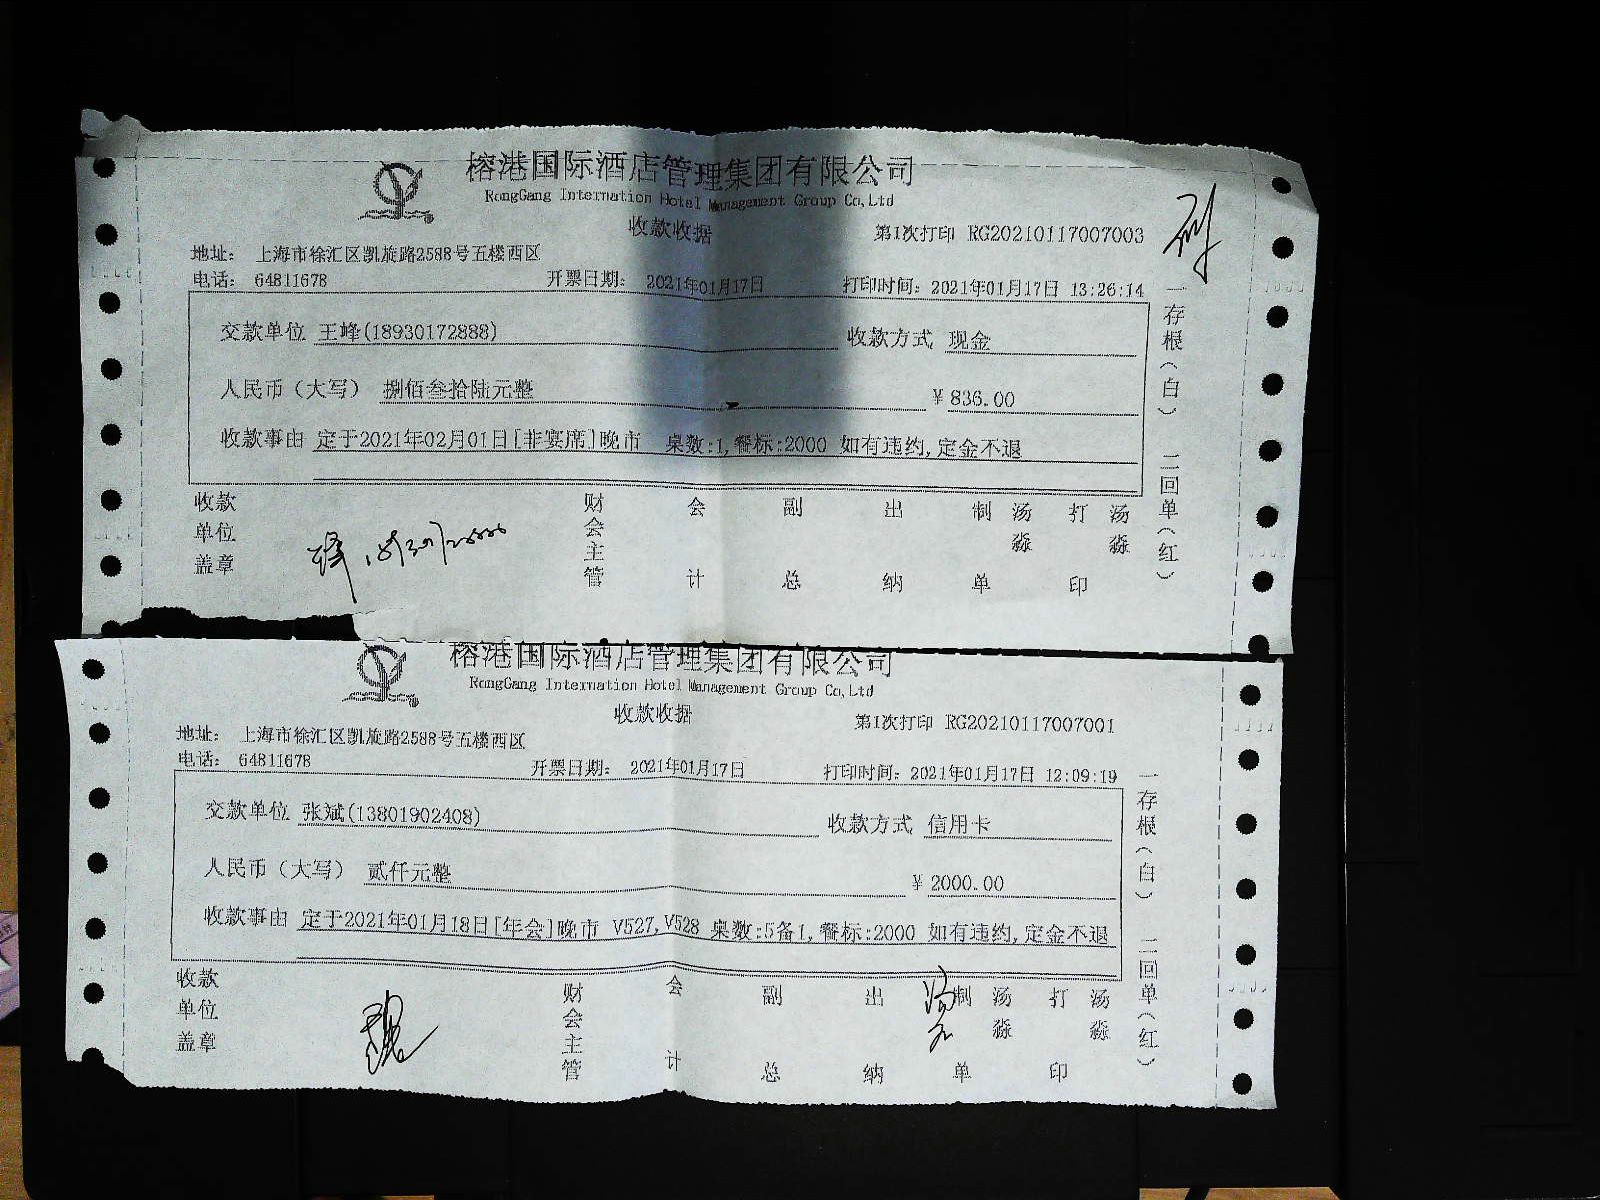 榕港国际酒店管理集团有限公司
RongGang Internation Hotel Management Group Co,Ltd
收款收据
第1次打印 RG20210117007003
地址: 上海市徐汇区凯旋路2588号五楼西区
电话: 64811678 开票日期: 2021年01月17日 打印时间: 2021年01月17日 13:26:14
交款单位 王峰(18930172888) 收款方式 现金
人民币（大写） 捌佰叁拾陆元整 ¥836.00
收款事由 定于2021年02月01日[非宴席]晚市 桌数:1,餐标:2000 如有违约,定金不退
收款单位盖章 财会主管 会计 副总 出纳 制单 汤淼 打印 汤淼
一存根（白） 二回单（红）
榕港国际酒店管理集团有限公司
RongGang Internation Hotel Management Group Co,Ltd
收款收据
第1次打印 RG20210117007001
地址: 上海市徐汇区凯旋路2588号五楼西区
电话: 64811678 开票日期: 2021年01月17日 打印时间: 2021年01月17日 12:09:19
交款单位 张斌(13801902408) 收款方式 信用卡
人民币（大写） 贰仟元整 ¥2000.00
收款事由 定于2021年01月18日[年会]晚市 V527,V528 桌数:5备1,餐标:2000 如有违约,定金不退
收款单位盖章 财会主管 会计 副总 出纳 制单 汤淼 打印 汤淼
一存根（白） 二回单（红）